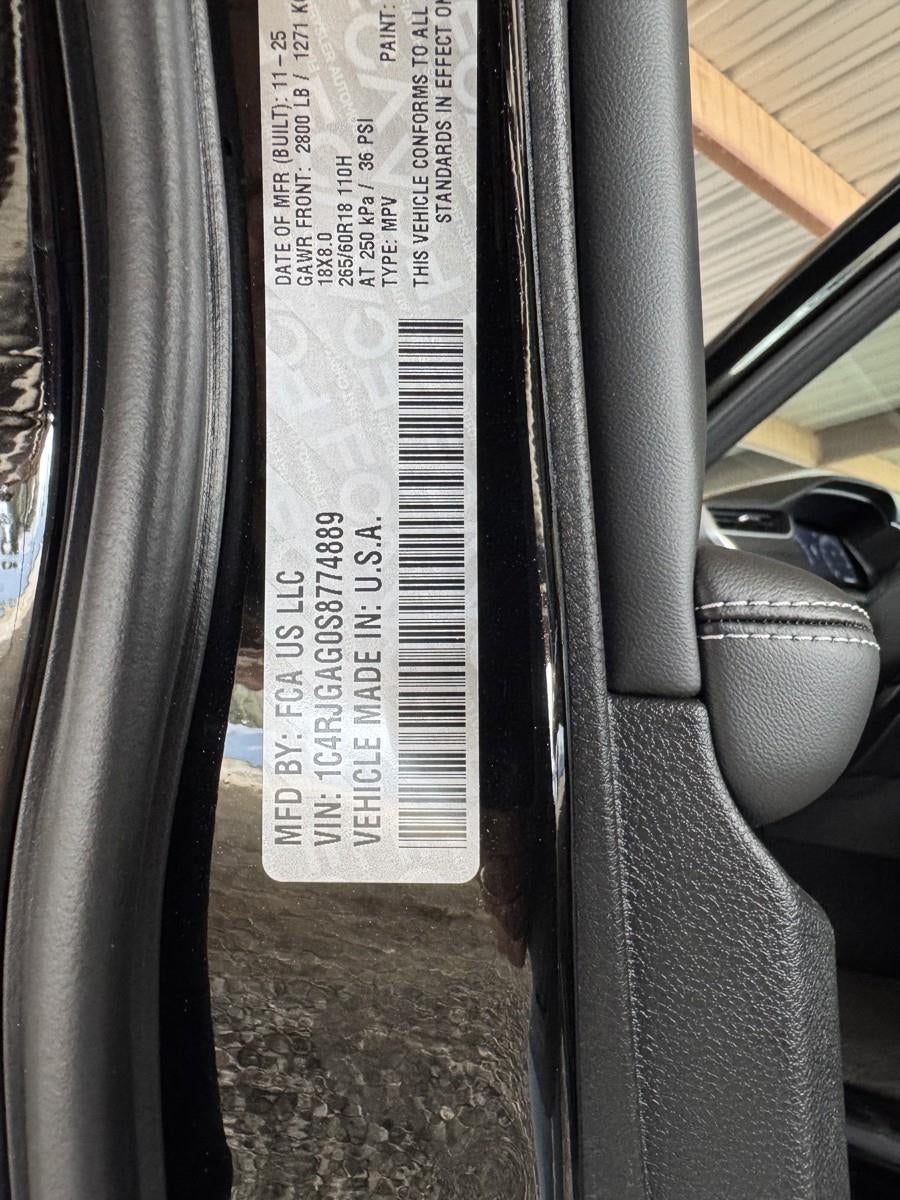 MFD BY: FCA US LLC
VIN: 1C4RJGAG0S8774889
VEHICLE MADE IN: U.S.A.
DATE OF MFR (BUILT): 11-25
GAWR FRONT: 2800 LB / 1271
18X8.0
265/60R18 110H
AT 250 kPa / 36 PSI
TYPE: MPV PAINT:
THIS VEHICLE CONFORMS TO ALL
STANDARDS IN EFFECT